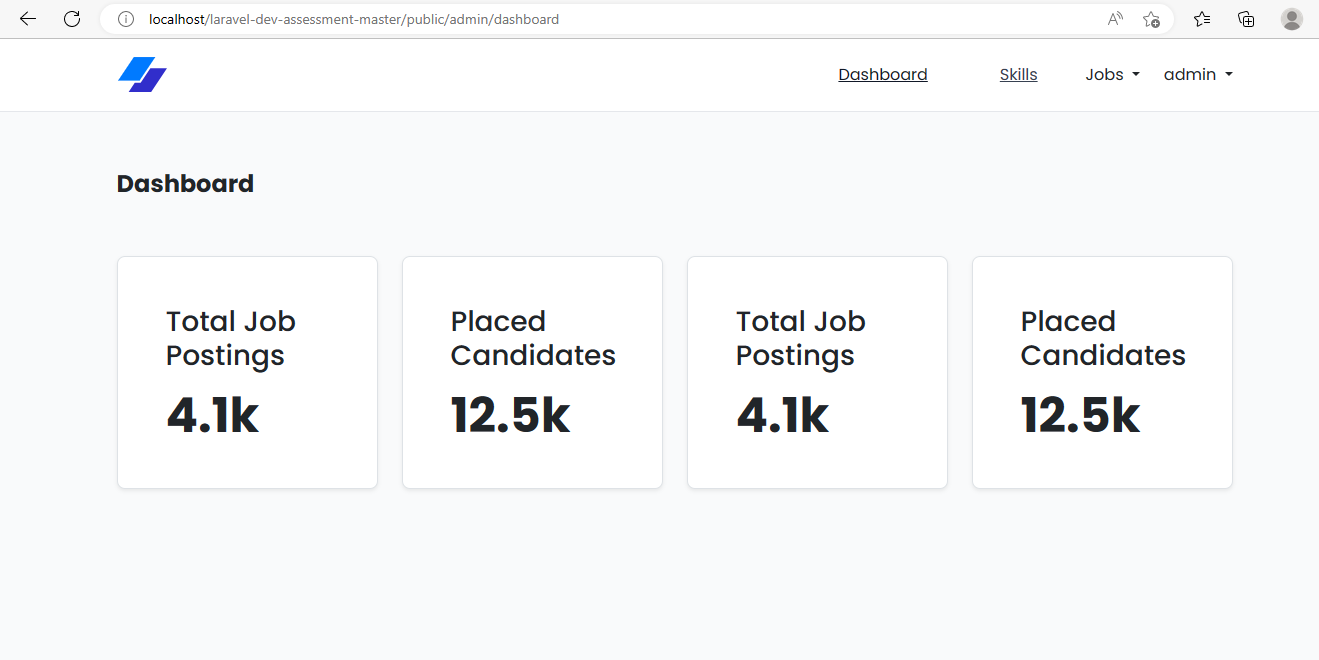 localhost/laravel-dev-assessment-master/public/admin/dashboard
Dashboard Skills Jobs admin
Dashboard
Total Job
Postings
4.1k
Placed
Candidates
12.5k
Total Job
Postings
4.1k
Placed
Candidates
12.5k